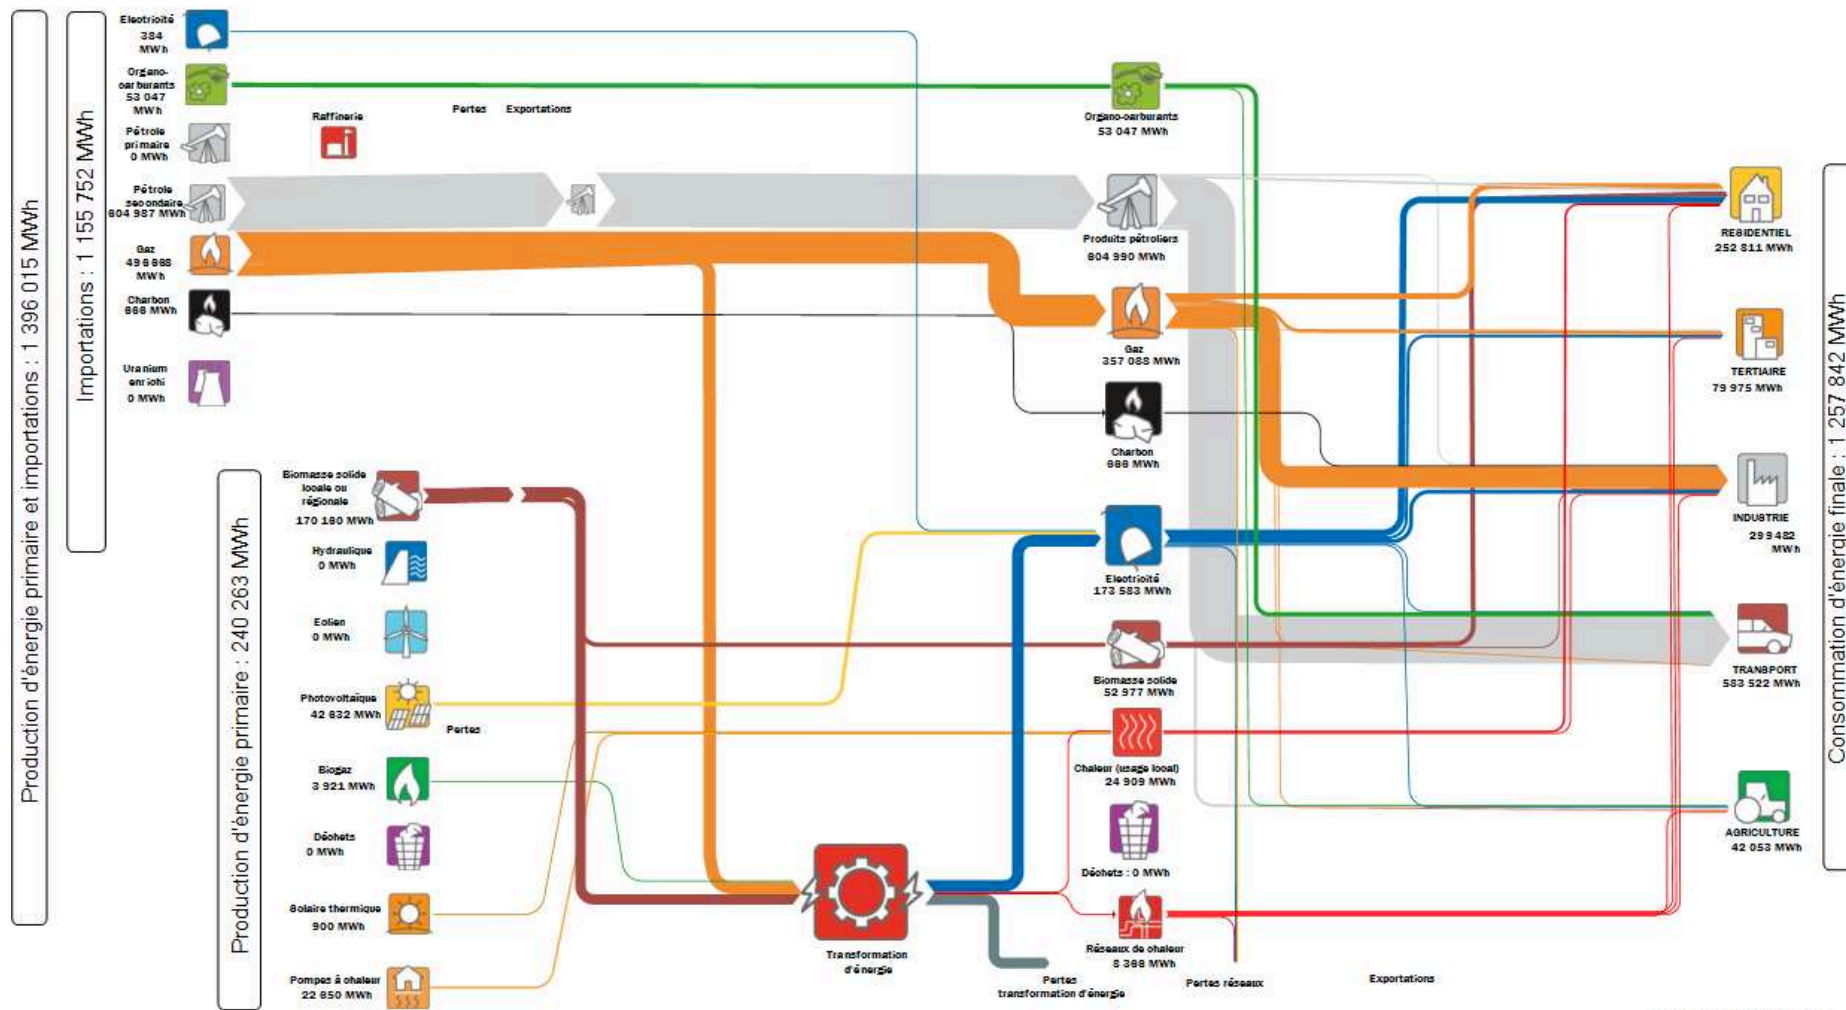 Production d'énergie primaire et importations : 1 396 015 MWh
Importations : 1 155 752 MWh
Electricité
384
MWh
Organo-
carburants
53 047
MWh
Pétrole
primaire
0 MWh
Pétrole
secondaire
604 987 MWh
Gaz
496 668
MWh
Charbon
666 MWh
Uranium
enrichi
0 MWh
Raffinerie
Pertes
Exportations
Production d'énergie primaire : 240 263 MWh
Biomasse solide
locale ou
régionale
170 160 MWh
Hydraulique
0 MWh
Eolien
0 MWh
Photovoltaïque
42 632 MWh
Pertes
Biogaz
3 921 MWh
Déchets
0 MWh
Solaire thermique
900 MWh
Pompes à chaleur
22 650 MWh
Transformation
d'énergie
Organo-carburants
53 047 MWh
Produits pétroliers
604 990 MWh
Gaz
357 088 MWh
Charbon
666 MWh
Electricité
173 583 MWh
Biomasse solide
52 977 MWh
Chaleur (usage local)
24 909 MWh
Déchets : 0 MWh
Réseaux de chaleur
8 366 MWh
Pertes
transformation d'énergie
Pertes réseaux
Exportations
RESIDENTIEL
252 811 MWh
TERTIAIRE
79 975 MWh
INDUSTRIE
299 482
MWh
TRANSPORT
583 522 MWh
AGRICULTURE
42 053 MWh
Consommation d'énergie finale : 1 257 842 MWh